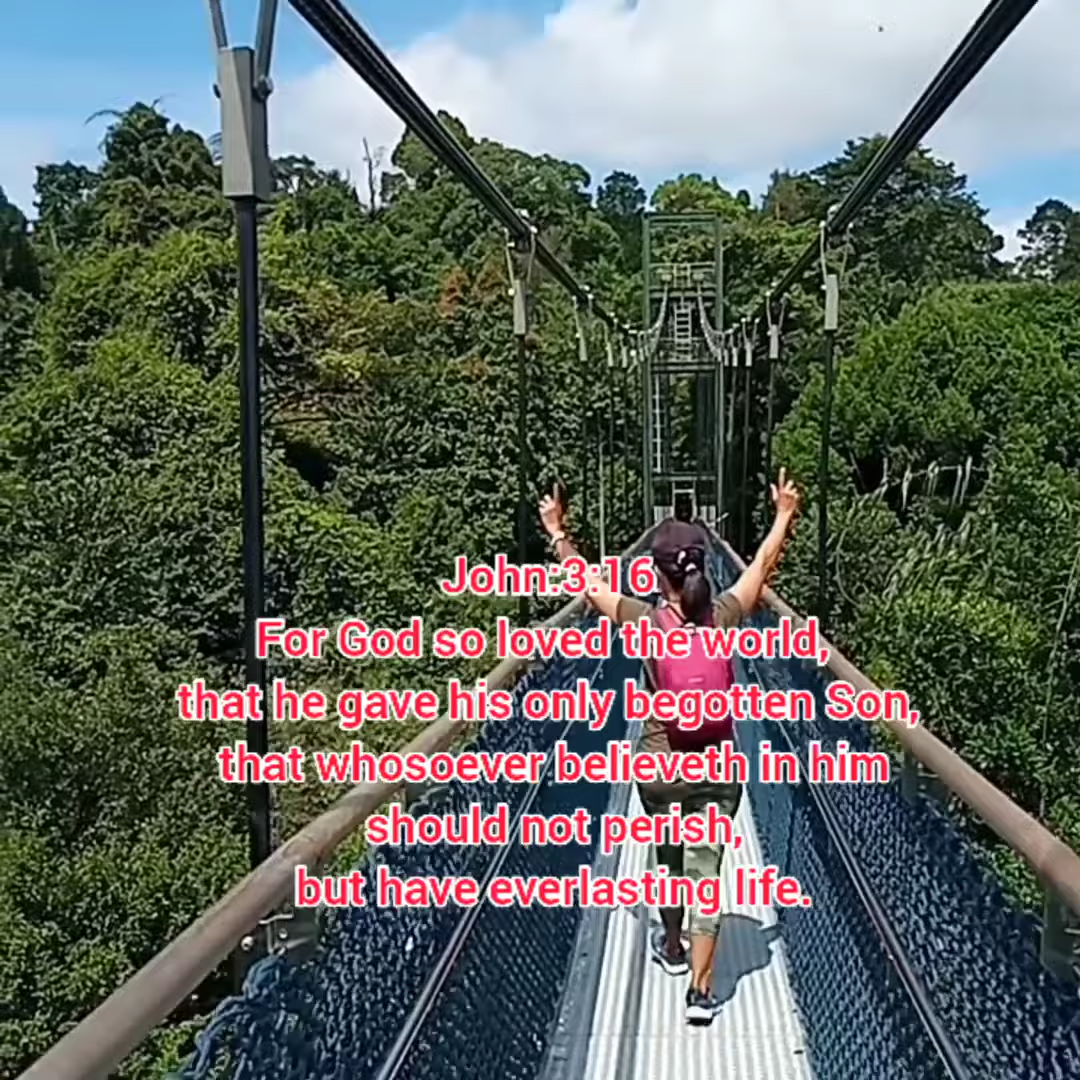 John:3:16
For God so loved the world,
that he gave his only begotten Son,
that whosoever believeth in him
should not perish,
but have everlasting life.